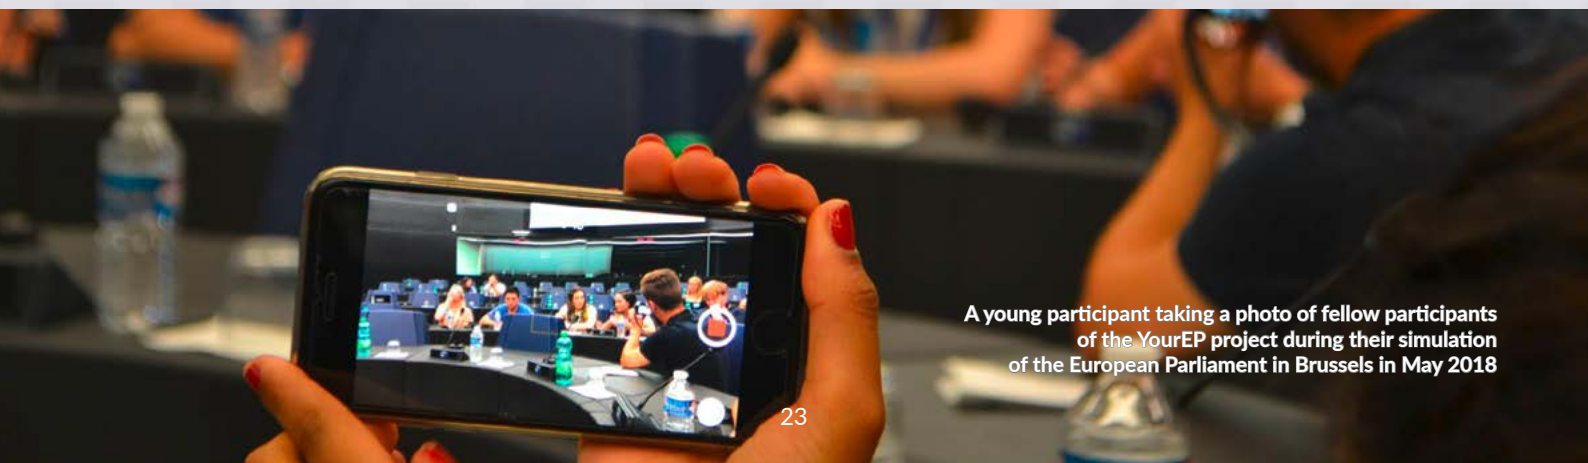 A young participant taking a photo of fellow participants
of the YourEP project during their simulation
of the European Parliament in Brussels in May 2018
23